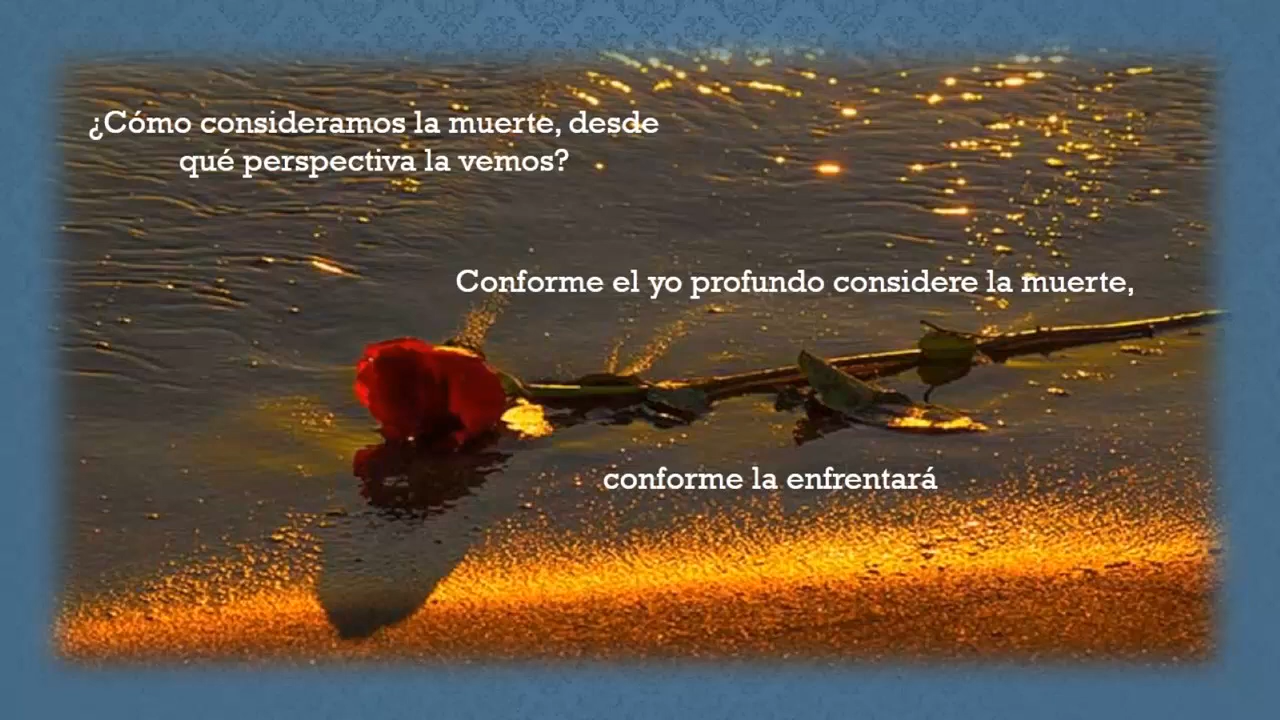 ¿Cómo consideramos la muerte, desde
qué perspectiva la vemos?
Conforme el yo profundo considere la muerte,
conforme la enfrentará